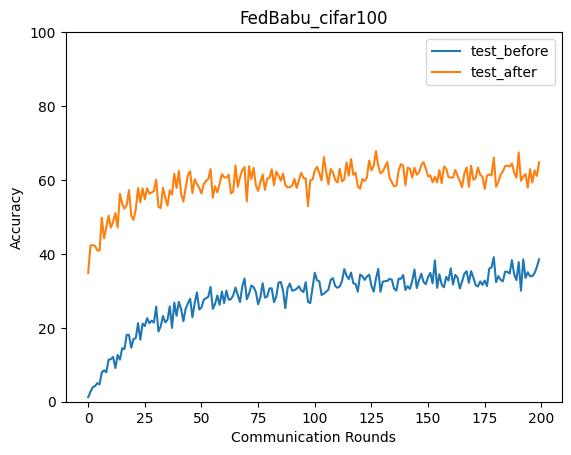 FedBabu_cifar100
100
80
60
40
20
0
Accuracy
test_before
test_after
0 25 50 75 100 125 150 175 200
Communication Rounds